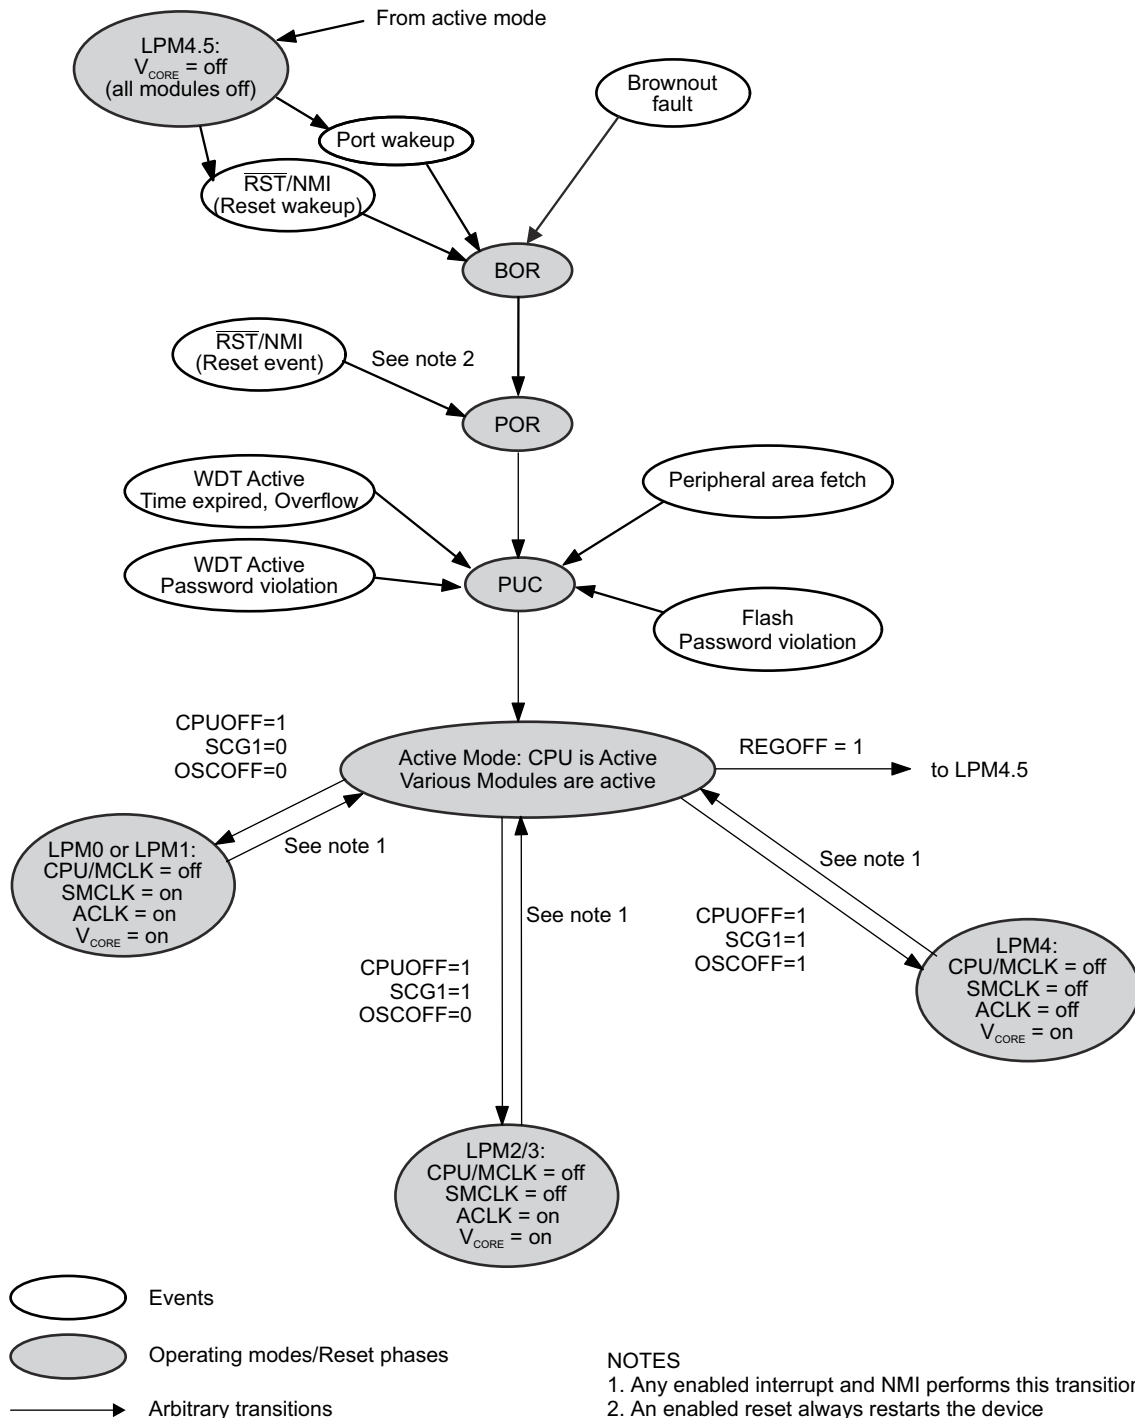 From active mode
LPM4.5:
VCORE = off
(all modules off)
Brownout
fault
Port wakeup
RST/NMI
(Reset wakeup)
BOR
RST/NMI
(Reset event)
See note 2
POR
WDT Active
Time expired, Overflow
Peripheral area fetch
WDT Active
Password violation
PUC
Flash
Password violation
CPUOFF=1
SCG1=0
OSCOFF=0
Active Mode: CPU is Active
Various Modules are active
REGOFF = 1
to LPM4.5
LPM0 or LPM1:
CPU/MCLK = off
SMCLK = on
ACLK = on
VCORE = on
See note 1
See note 1
See note 1
CPUOFF=1
SCG1=1
OSCOFF=0
CPUOFF=1
SCG1=1
OSCOFF=1
LPM4:
CPU/MCLK = off
SMCLK = off
ACLK = off
VCORE = on
LPM2/3:
CPU/MCLK = off
SMCLK = off
ACLK = on
VCORE = on
Events
Operating modes/Reset phases
Arbitrary transitions
NOTES
1. Any enabled interrupt and NMI performs this transition
2. An enabled reset always restarts the device